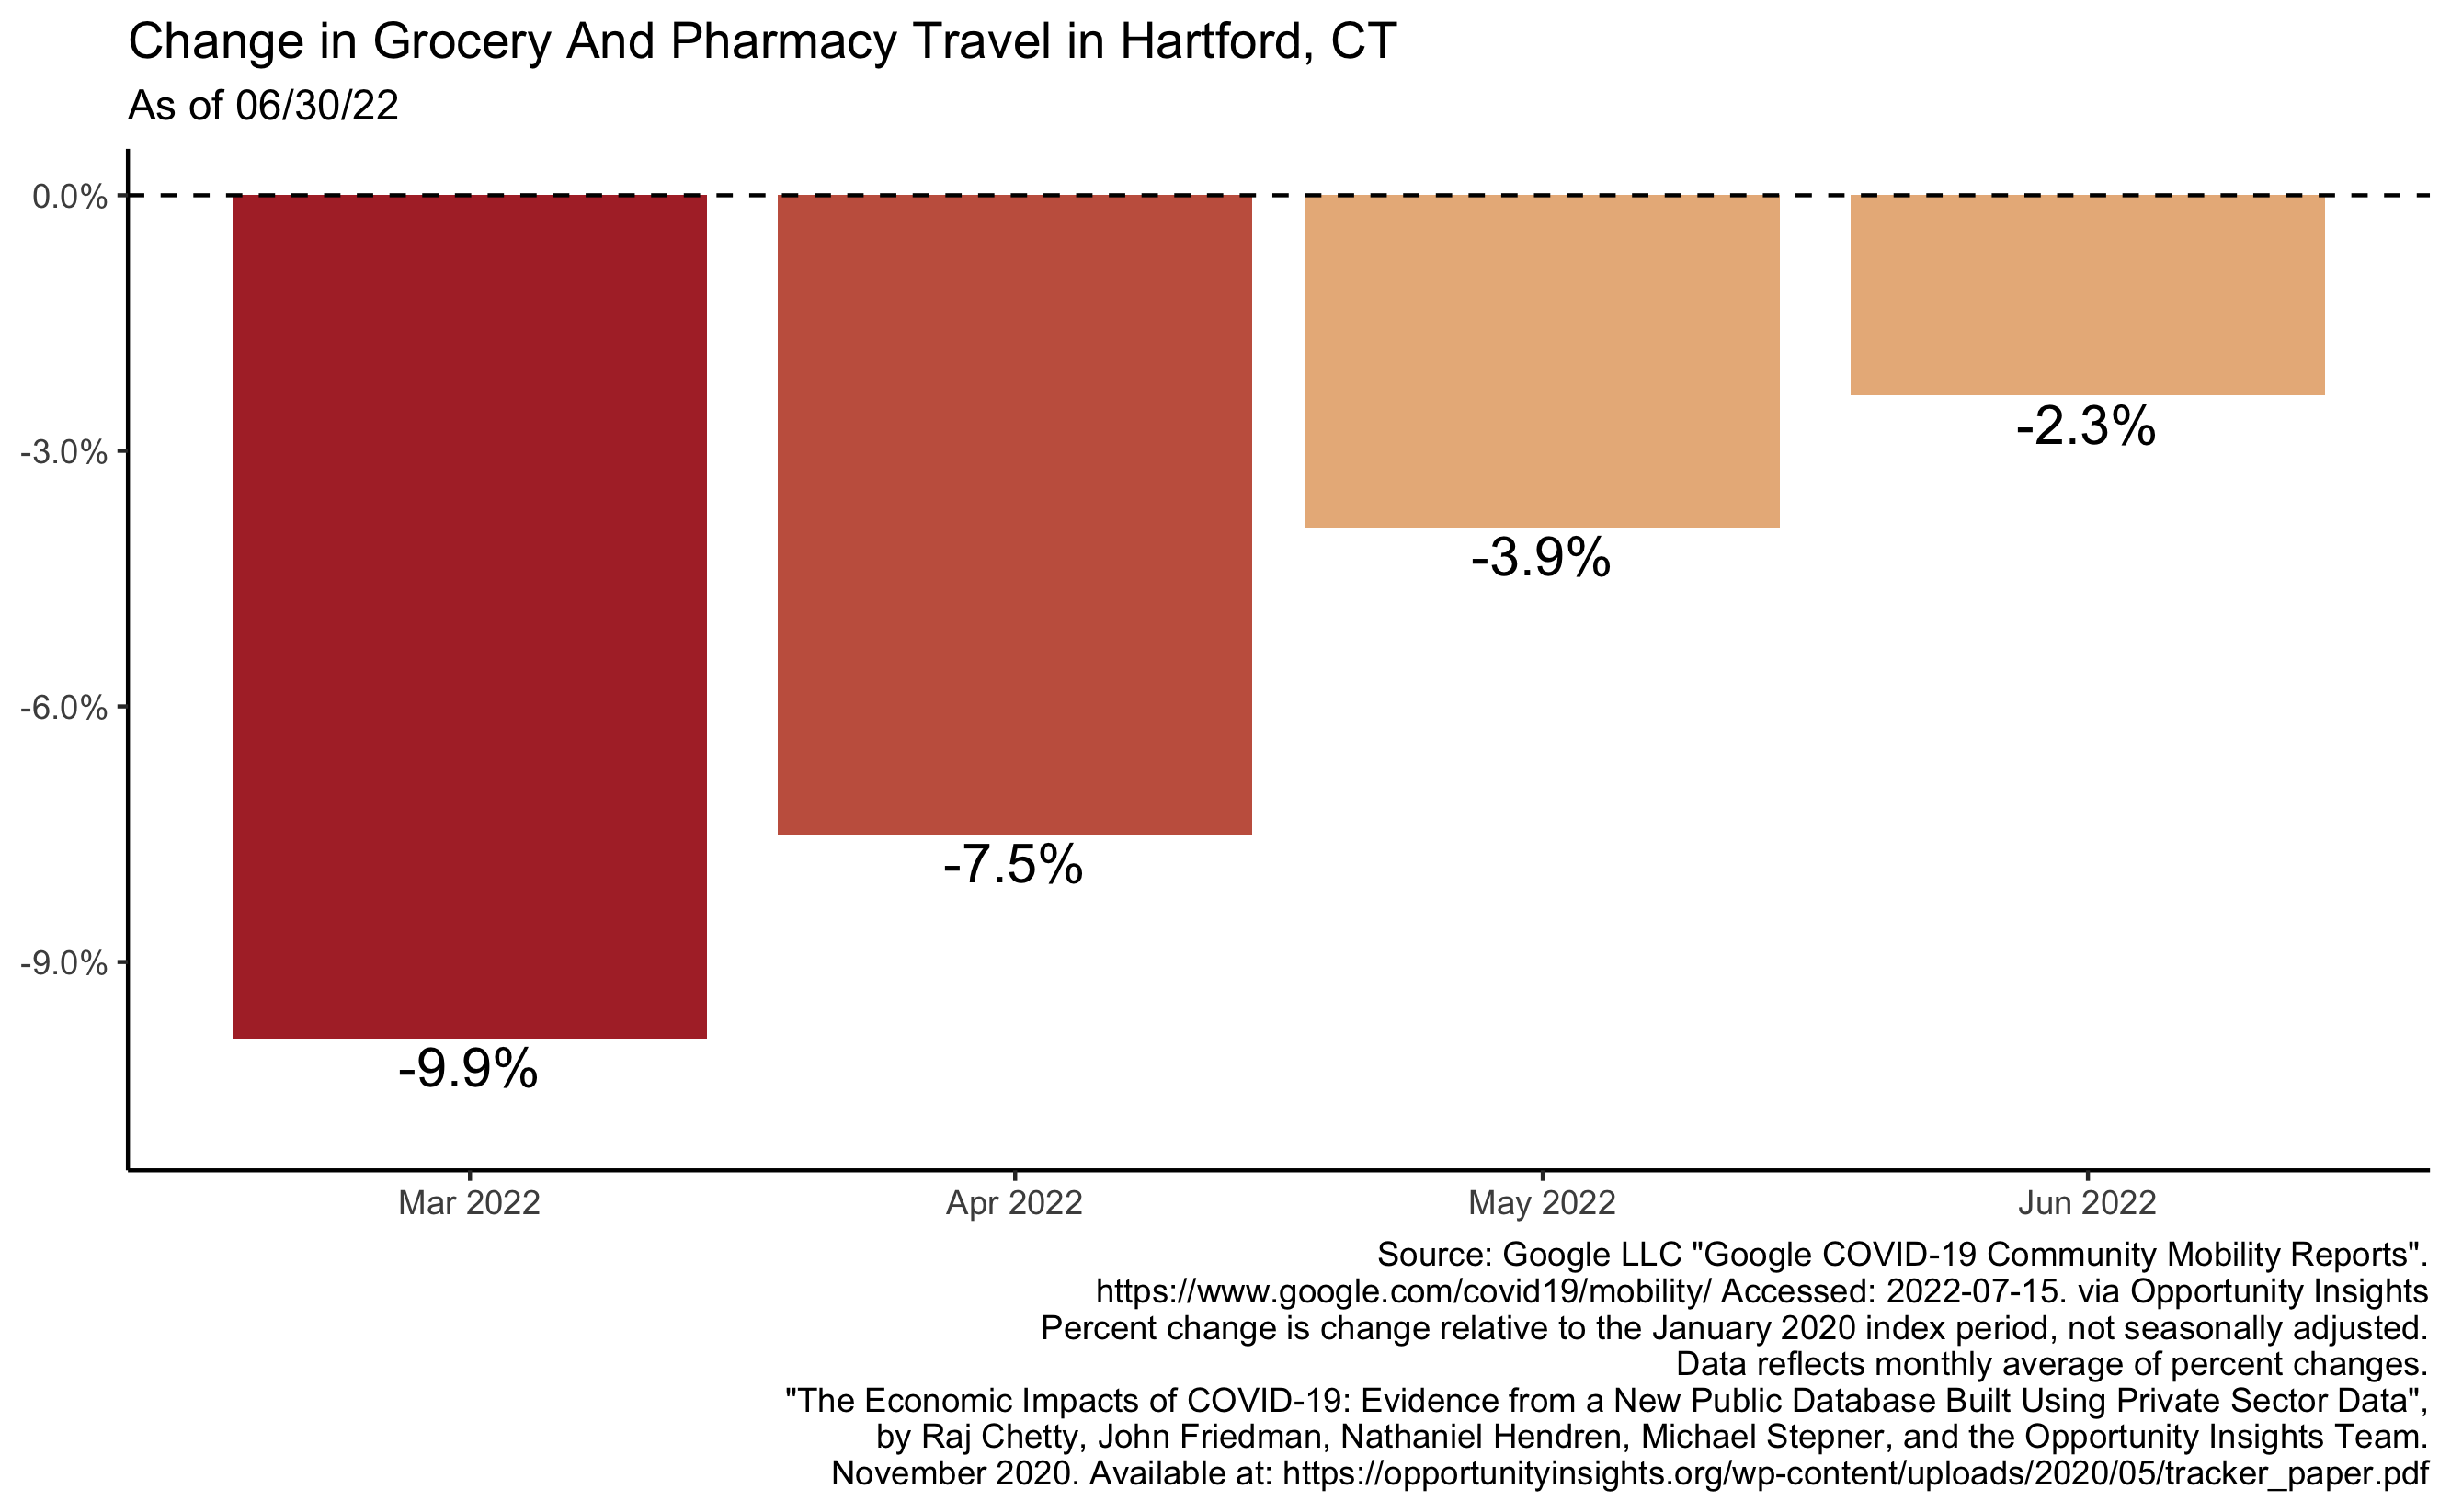 Change in Grocery And Pharmacy Travel in Hartford, CT
As of 06/30/22
0.0%
-3.0%
-6.0%
-9.0%
-9.9%
-7.5%
-3.9%
-2.3%
Mar 2022
Apr 2022
May 2022
Jun 2022
Source: Google LLC "Google COVID-19 Community Mobility Reports".
https://www.google.com/covid19/mobility/ Accessed: 2022-07-15. via Opportunity Insights
Percent change is change relative to the January 2020 index period, not seasonally adjusted.
Data reflects monthly average of percent changes.
"The Economic Impacts of COVID-19: Evidence from a New Public Database Built Using Private Sector Data",
by Raj Chetty, John Friedman, Nathaniel Hendren, Michael Stepner, and the Opportunity Insights Team.
November 2020. Available at: https://opportunityinsights.org/wp-content/uploads/2020/05/tracker_paper.pdf